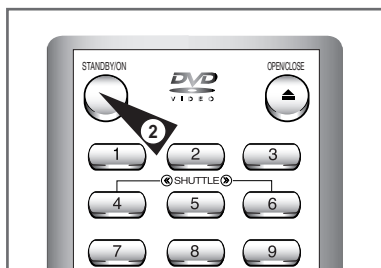 STANDBY/ON OPEN/CLOSE
DVD
VIDEO
2
1 2 3
SHUTTLE
4 5 6
7 8 9